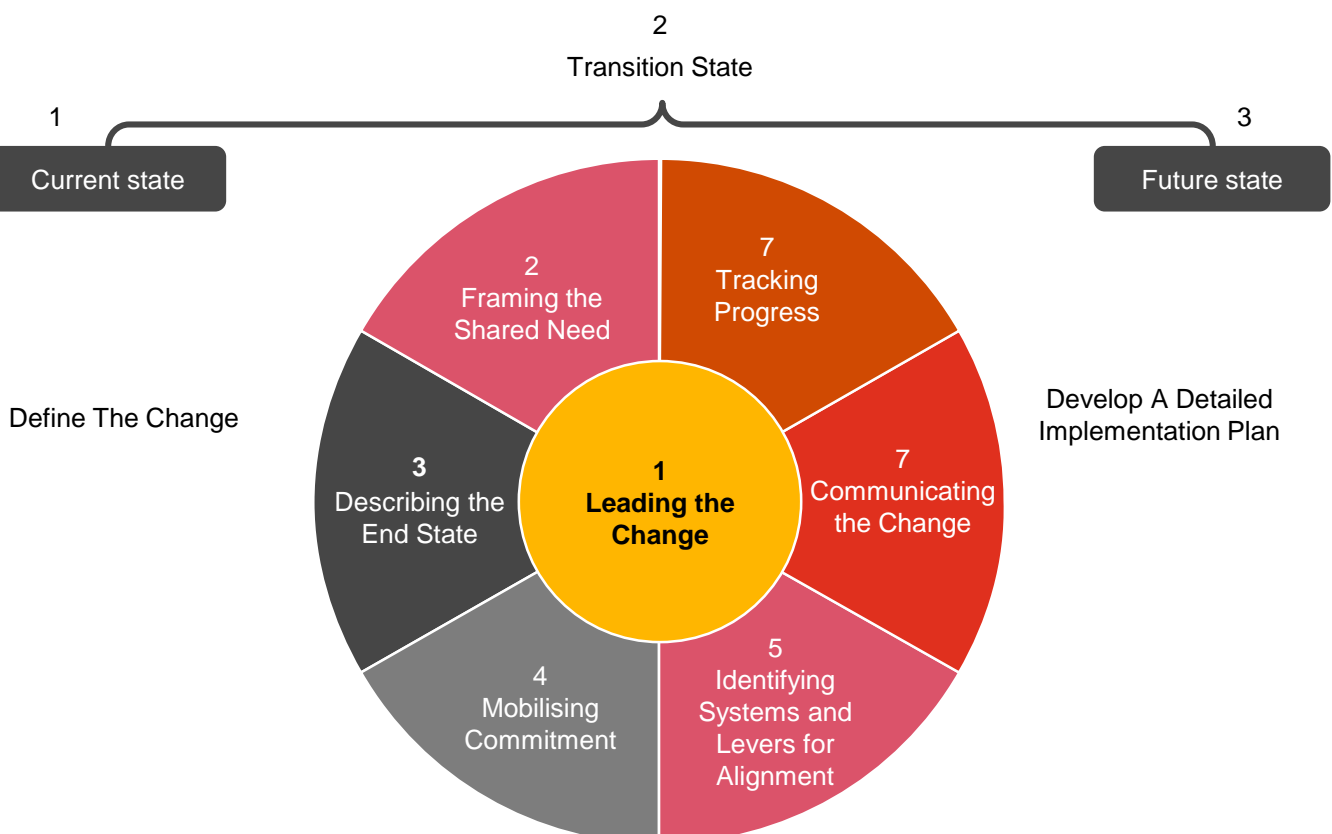 2
Transition State
1
3
Current state
Future state
2
Framing the
Shared Need
7
Tracking
Progress
Define The Change
Develop A Detailed
Implementation Plan
3
Describing the
End State
1
Leading the
Change
7
Communicating
the Change
4
Mobilising
Commitment
5
Identifying
Systems and
Levers for
Alignment